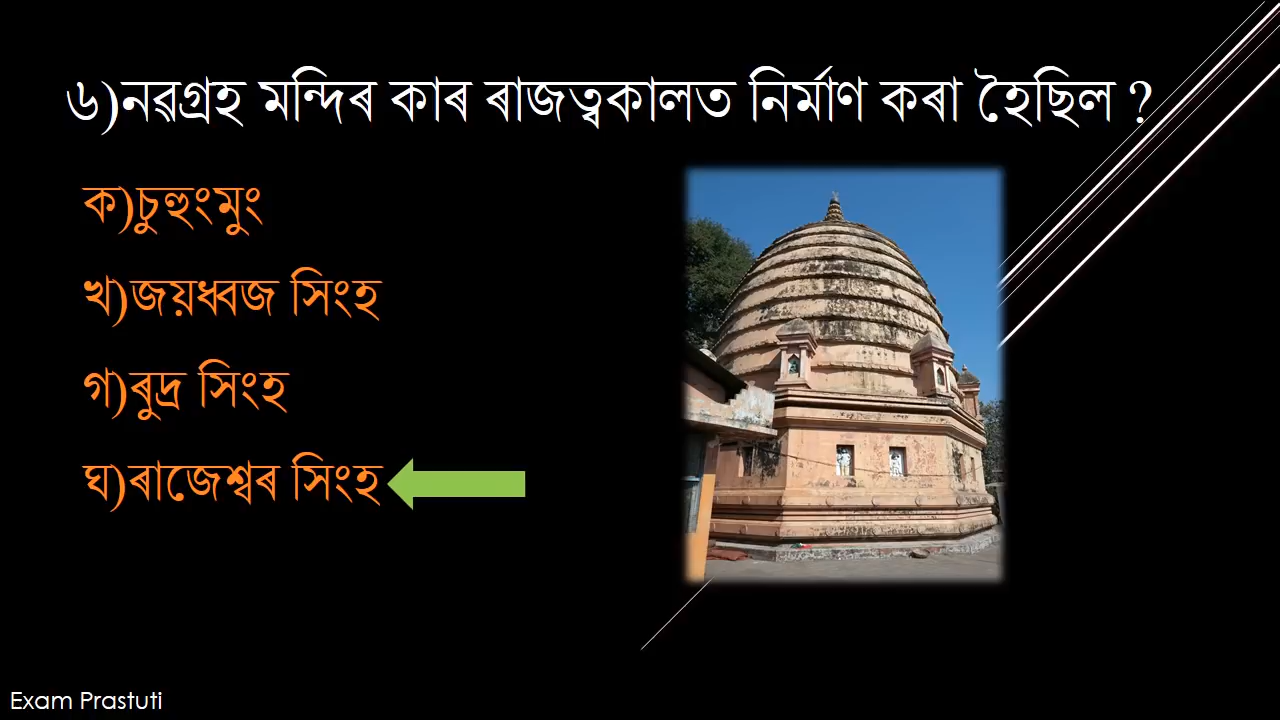 ৬)নৱগ্ৰহ মন্দিৰ কাৰ ৰাজত্বকালত নিৰ্মাণ কৰা হৈছিল ?
ক)চুহুংমুং
খ)জয়ধ্বজ সিংহ
গ)ৰুদ্ৰ সিংহ
ঘ)ৰাজেশ্বৰ সিংহ
Exam Prastuti